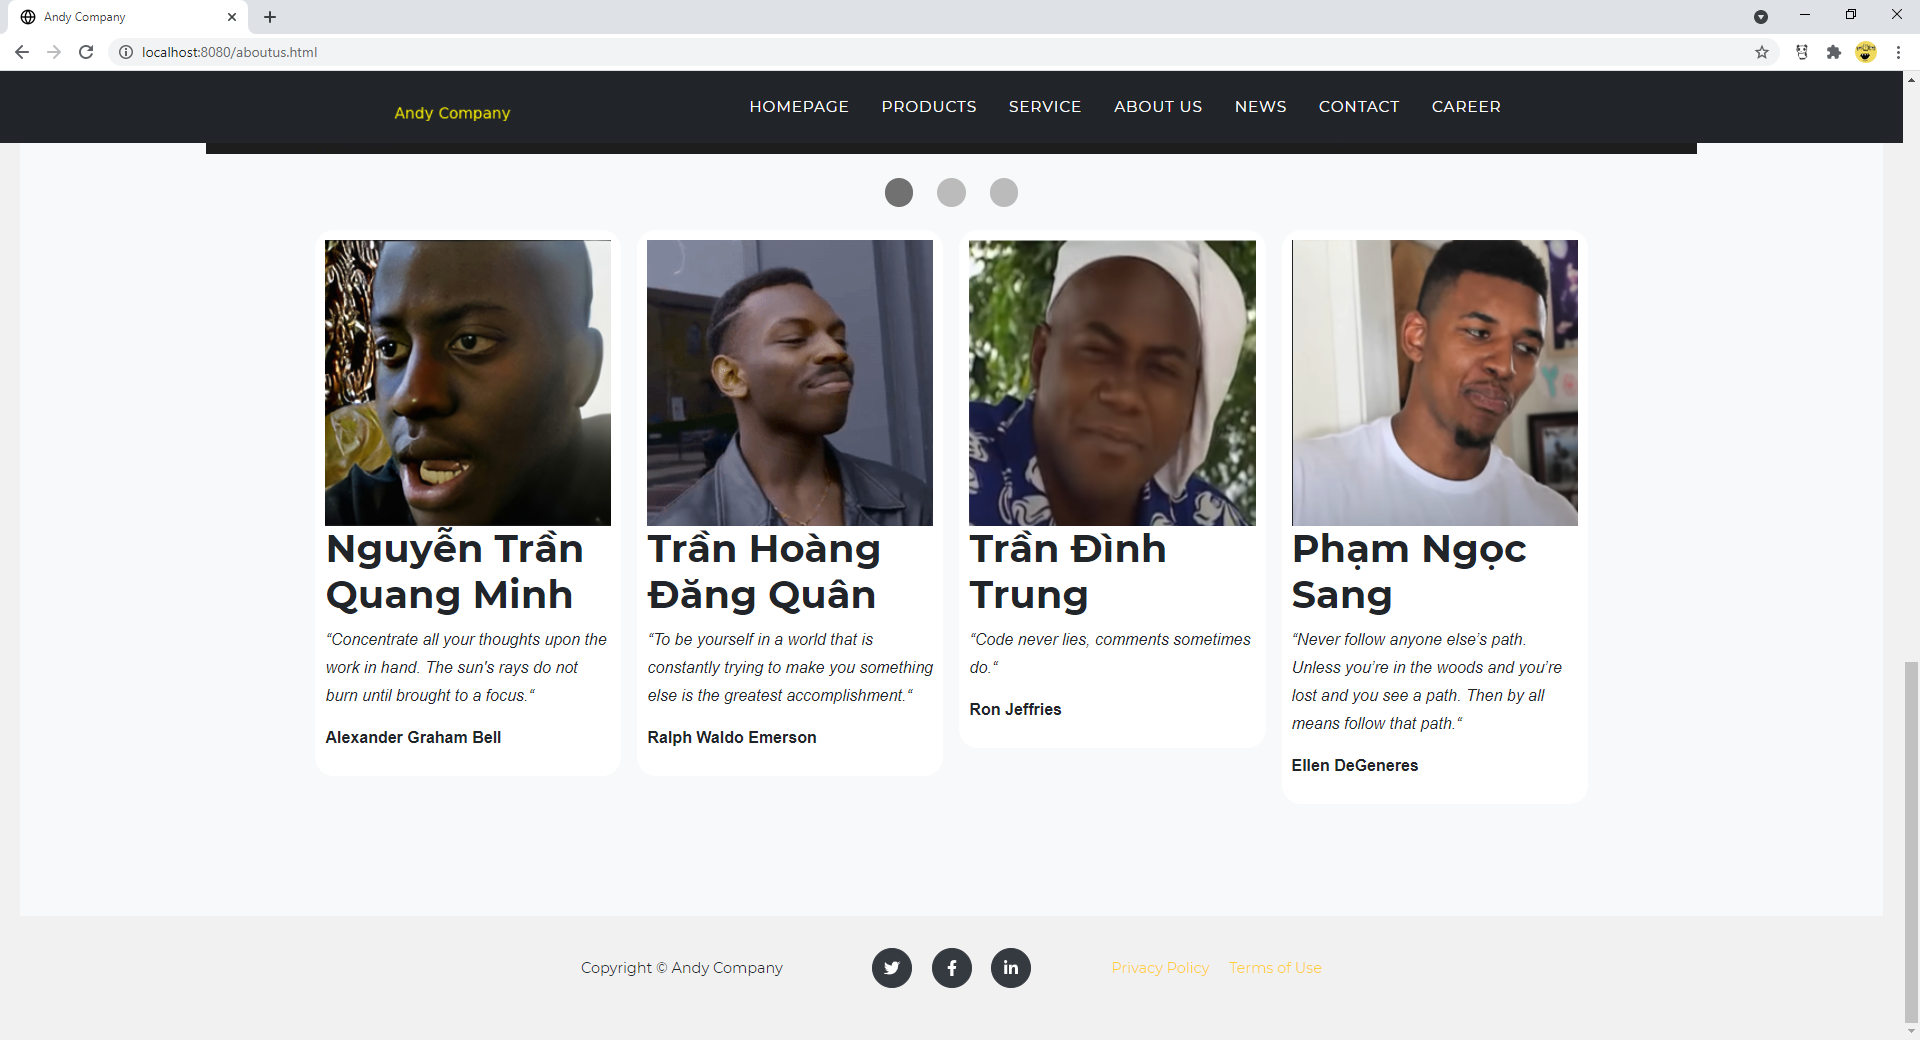 Andy Company
localhost:8080/aboutus.html
Andy Company
HOMEPAGE PRODUCTS SERVICE ABOUT US NEWS CONTACT CAREER
Nguyễn Trần
Quang Minh
“Concentrate all your thoughts upon the
work in hand. The sun's rays do not
burn until brought to a focus.“
Alexander Graham Bell
Trần Hoàng
Đăng Quân
“To be yourself in a world that is
constantly trying to make you something
else is the greatest accomplishment.“
Ralph Waldo Emerson
Trần Đình
Trung
“Code never lies, comments sometimes
do.“
Ron Jeffries
Phạm Ngọc
Sang
“Never follow anyone else’s path.
Unless you’re in the woods and you’re
lost and you see a path. Then by all
means follow that path.“
Ellen DeGeneres
Copyright © Andy Company
Privacy Policy Terms of Use